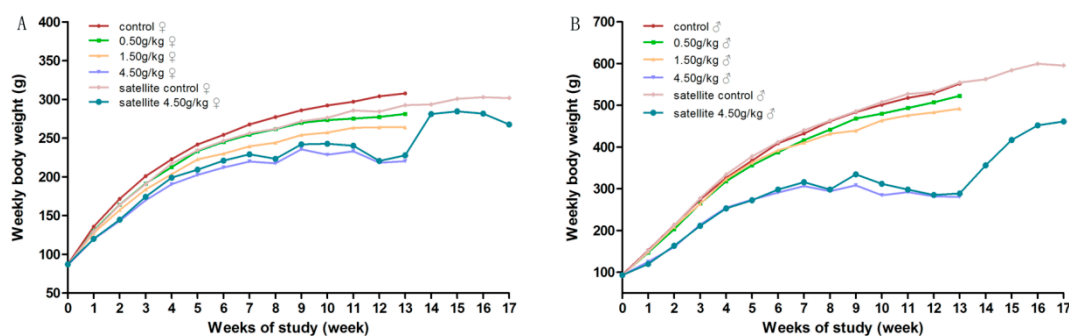 A
Weekly body weight (g)
400
350
300
250
200
150
100
50
control ♀
0.50g/kg ♀
1.50g/kg ♀
4.50g/kg ♀
satellite control ♀
satellite 4.50g/kg ♀
0 1 2 3 4 5 6 7 8 9 10 11 12 13 14 15 16 17
Weeks of study (week)
B
Weekly body weight (g)
700
600
500
400
300
200
100
50
control ♂
0.50g/kg ♂
1.50g/kg ♂
4.50g/kg ♂
satellite control ♂
satellite 4.50g/kg ♂
0 1 2 3 4 5 6 7 8 9 10 11 12 13 14 15 16 17
Weeks of study (week)